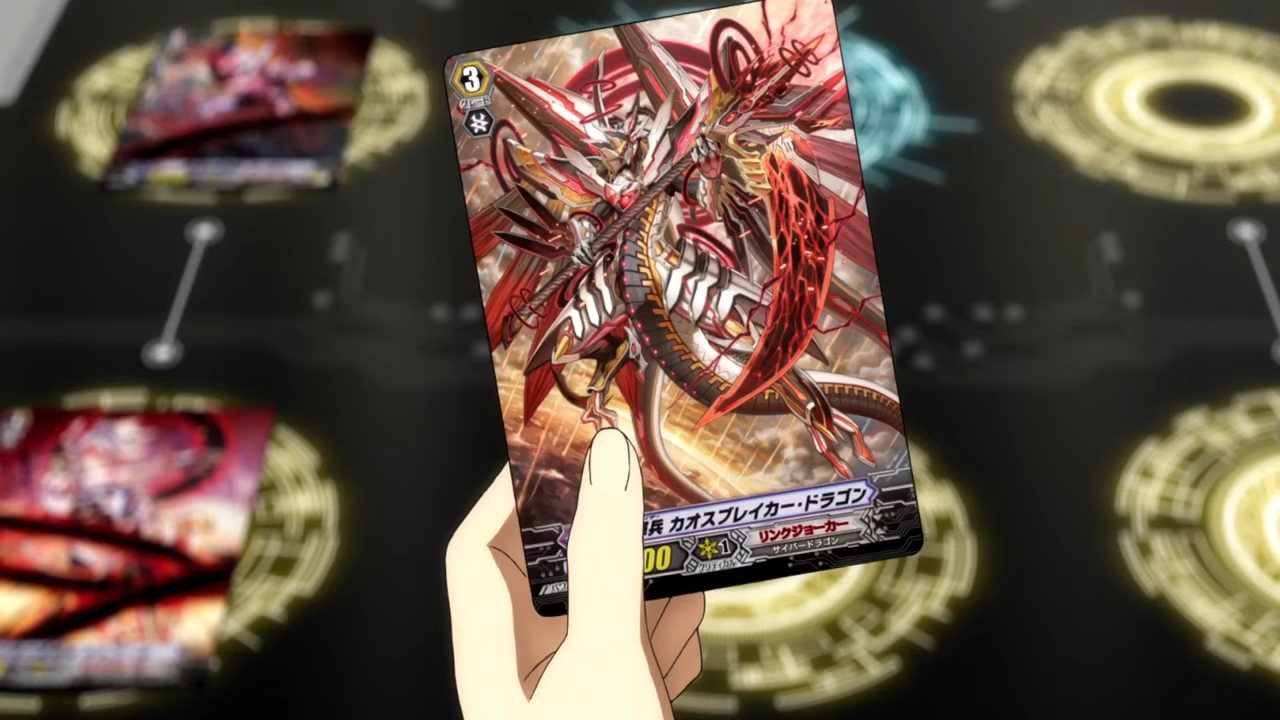 3
グレード
兵 カオスブレイカー・ドラゴン
00
1
クリティカル
リンクジョーカー
サイバードラゴン